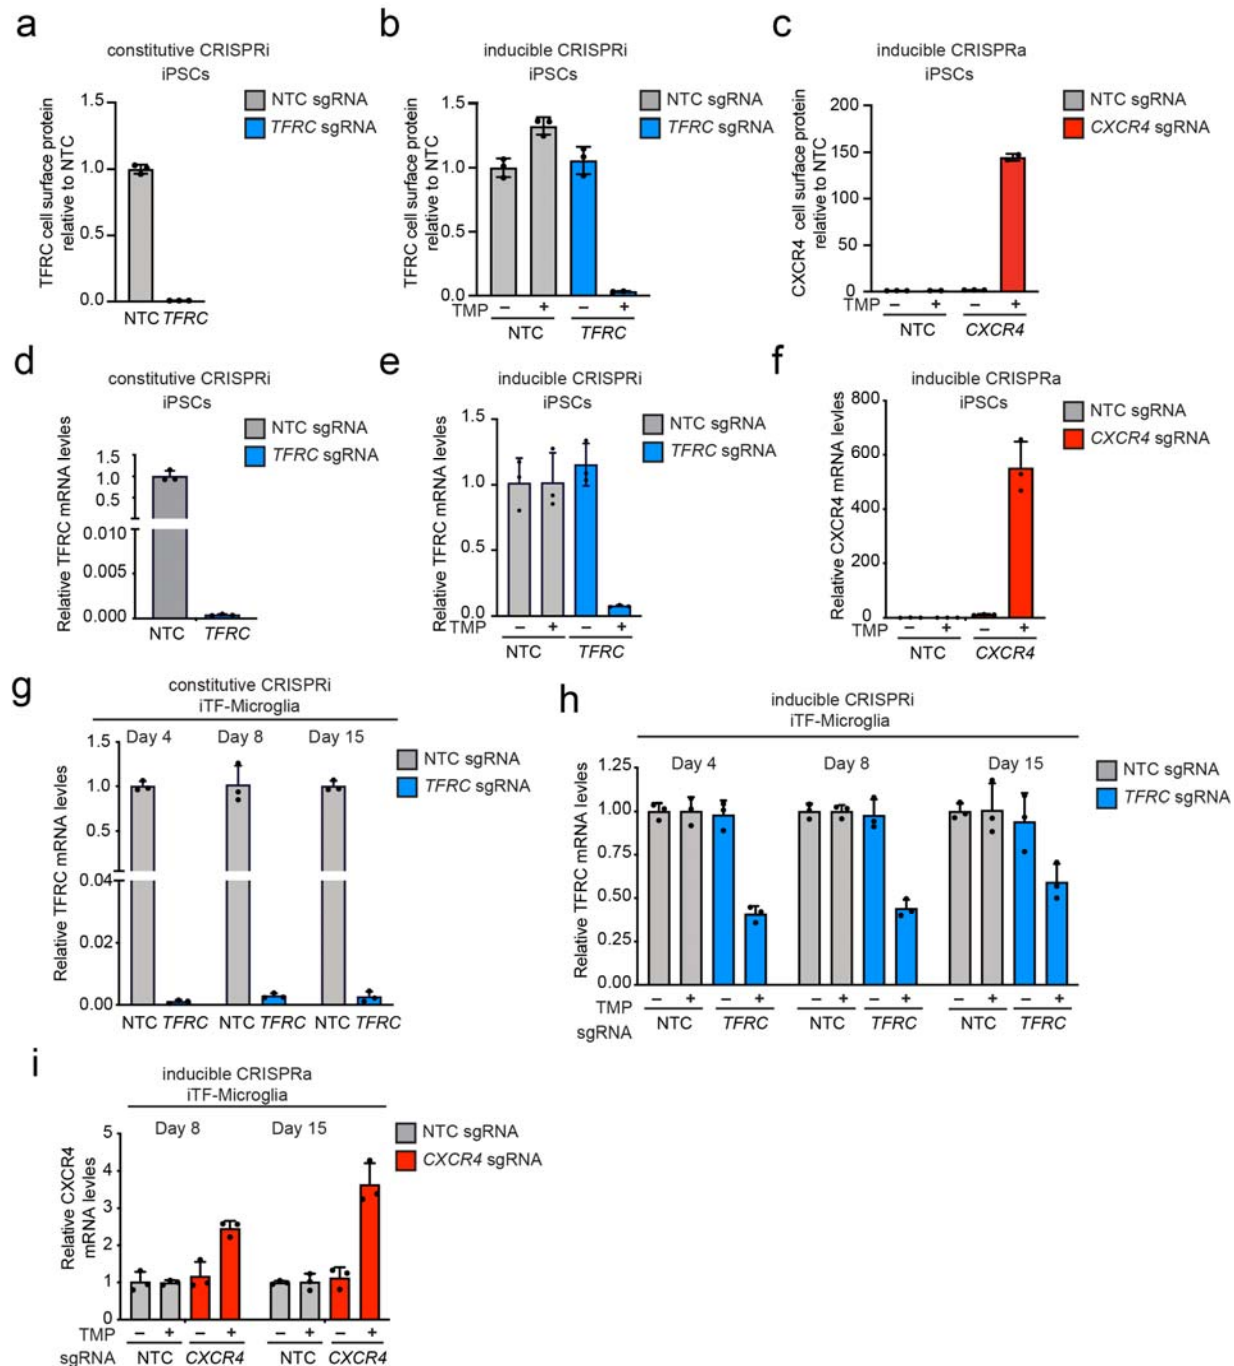 a
constitutive CRISPRi
iPSCs
TFRC cell surface protein
relative to NTC
1.5
1.0
0.5
0.0
NTC TFRC
NTC sgRNA
TFRC sgRNA
b
inducible CRISPRi
iPSCs
TFRC cell surface protein
relative to NTC
1.5
1.0
0.5
0.0
TMP – + – +
NTC TFRC
NTC sgRNA
TFRC sgRNA
c
inducible CRISPRa
iPSCs
CXCR4 cell surface protein
relative to NTC
200
150
100
50
0
TMP – + – +
NTC CXCR4
NTC sgRNA
CXCR4 sgRNA
d
constitutive CRISPRi
iPSCs
Relative TFRC mRNA levles
1.5
1.0
0.5
0.010
0.005
0.000
NTC TFRC
NTC sgRNA
TFRC sgRNA
e
inducible CRISPRi
iPSCs
Relative TFRC mRNA levles
1.5
1.0
0.5
0.0
TMP – + – +
NTC TFRC
NTC sgRNA
TFRC sgRNA
f
inducible CRISPRa
iPSCs
Relative CXCR4 mRNA levles
800
600
400
200
0
TMP – + – +
NTC CXCR4
NTC sgRNA
CXCR4 sgRNA
g
constitutive CRISPRi
iTF-Microglia
Day 4 Day 8 Day 15
Relative TFRC mRNA levles
1.5
1.0
0.5
0.04
0.02
0.00
NTC TFRC NTC TFRC NTC TFRC
NTC sgRNA
TFRC sgRNA
h
inducible CRISPRi
iTF-Microglia
Day 4 Day 8 Day 15
Relative TFRC mRNA levles
1.25
1.00
0.75
0.50
0.25
0.00
TMP – + – + – + – + – + – +
sgRNA NTC TFRC NTC TFRC NTC TFRC
NTC sgRNA
TFRC sgRNA
i
inducible CRISPRa
iTF-Microglia
Day 8 Day 15
Relative CXCR4
mRNA levles
5
4
3
2
1
0
TMP – + – + – + – +
sgRNA NTC CXCR4 NTC CXCR4
NTC sgRNA
CXCR4 sgRNA